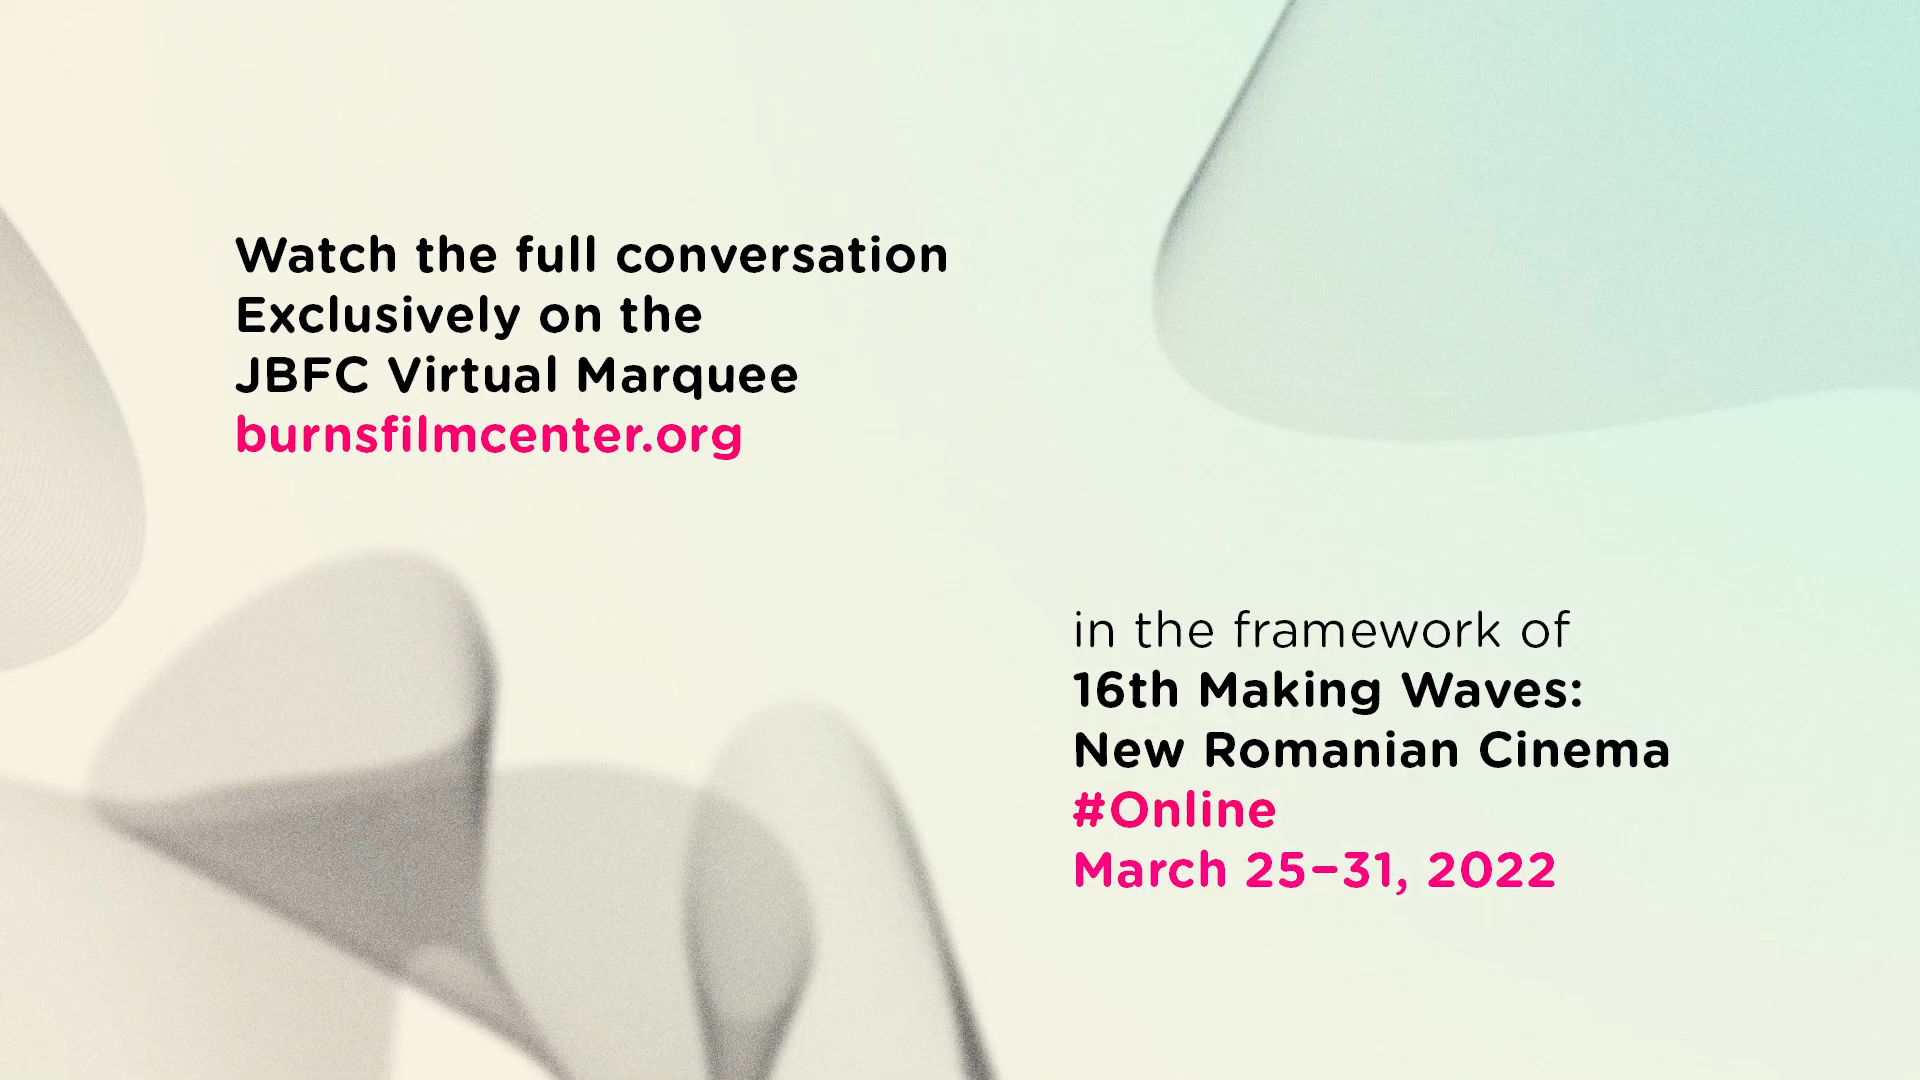 Watch the full conversation
Exclusively on the
JBFC Virtual Marquee
burnsfilmcenter.org
in the framework of
16th Making Waves:
New Romanian Cinema
#Online
March 25–31, 2022